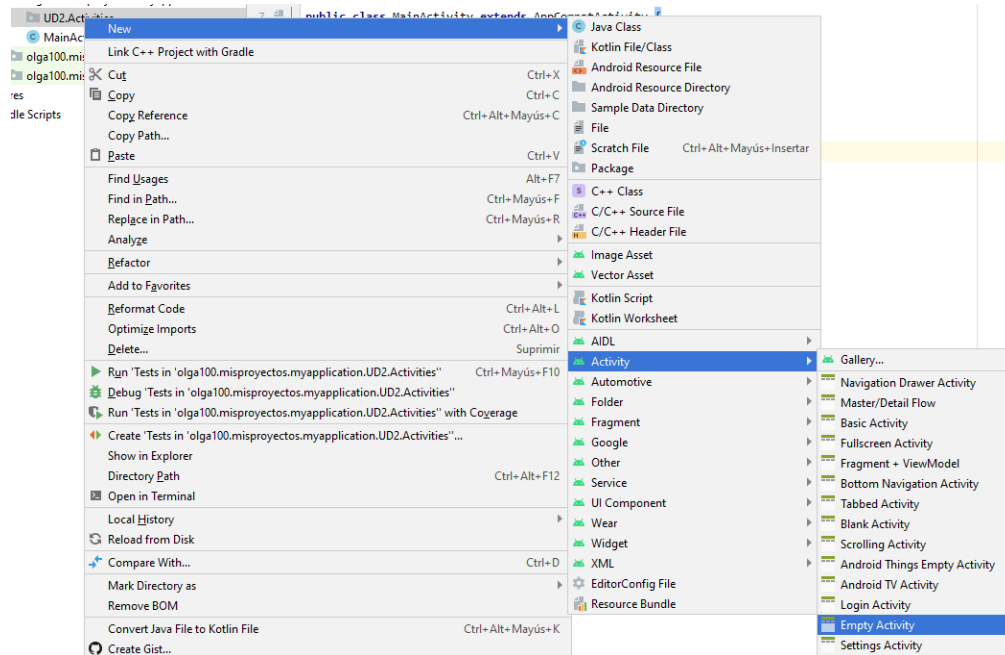 UD2.Activities
MainAc
olga100.mis
olga100.mis
res
dle Scripts
7
public class MainActivity extends AppCompatActivity {
New
Link C++ Project with Gradle
Cut Ctrl+X
Copy Ctrl+C
Copy Reference Ctrl+Alt+Mayús+C
Copy Path...
Paste Ctrl+V
Find Usages Alt+F7
Find in Path... Ctrl+Mayús+F
Replace in Path... Ctrl+Mayús+R
Analyze
Refactor
Add to Favorites
Reformat Code Ctrl+Alt+L
Optimize Imports Ctrl+Alt+O
Delete... Suprimir
Run 'Tests in 'olga100.misproyectos.myapplication.UD2.Activities'' Ctrl+Mayús+F10
Debug 'Tests in 'olga100.misproyectos.myapplication.UD2.Activities''
Run 'Tests in 'olga100.misproyectos.myapplication.UD2.Activities'' with Coverage
Create 'Tests in 'olga100.misproyectos.myapplication.UD2.Activities''...
Show in Explorer
Directory Path Ctrl+Alt+F12
Open in Terminal
Local History
Reload from Disk
Compare With... Ctrl+D
Mark Directory as
Remove BOM
Convert Java File to Kotlin File Ctrl+Alt+Mayús+K
Create Gist...
Java Class
Kotlin File/Class
Android Resource File
Android Resource Directory
Sample Data Directory
File
Scratch File Ctrl+Alt+Mayús+Insertar
Package
C++ Class
C/C++ Source File
C/C++ Header File
Image Asset
Vector Asset
Kotlin Script
Kotlin Worksheet
AIDL
Activity
Automotive
Folder
Fragment
Google
Other
Service
UI Component
Wear
Widget
XML
EditorConfig File
Resource Bundle
Gallery...
Navigation Drawer Activity
Master/Detail Flow
Basic Activity
Fullscreen Activity
Fragment + ViewModel
Bottom Navigation Activity
Tabbed Activity
Blank Activity
Scrolling Activity
Android Things Empty Activity
Android TV Activity
Login Activity
Empty Activity
Settings Activity